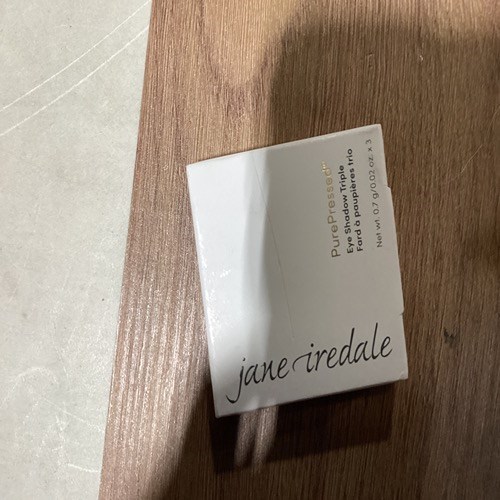 PurePressed®
Eye Shadow Triple
Fard à paupières trio
Net wt. 0.7 g/0.02 oz. x 3
jane iredale